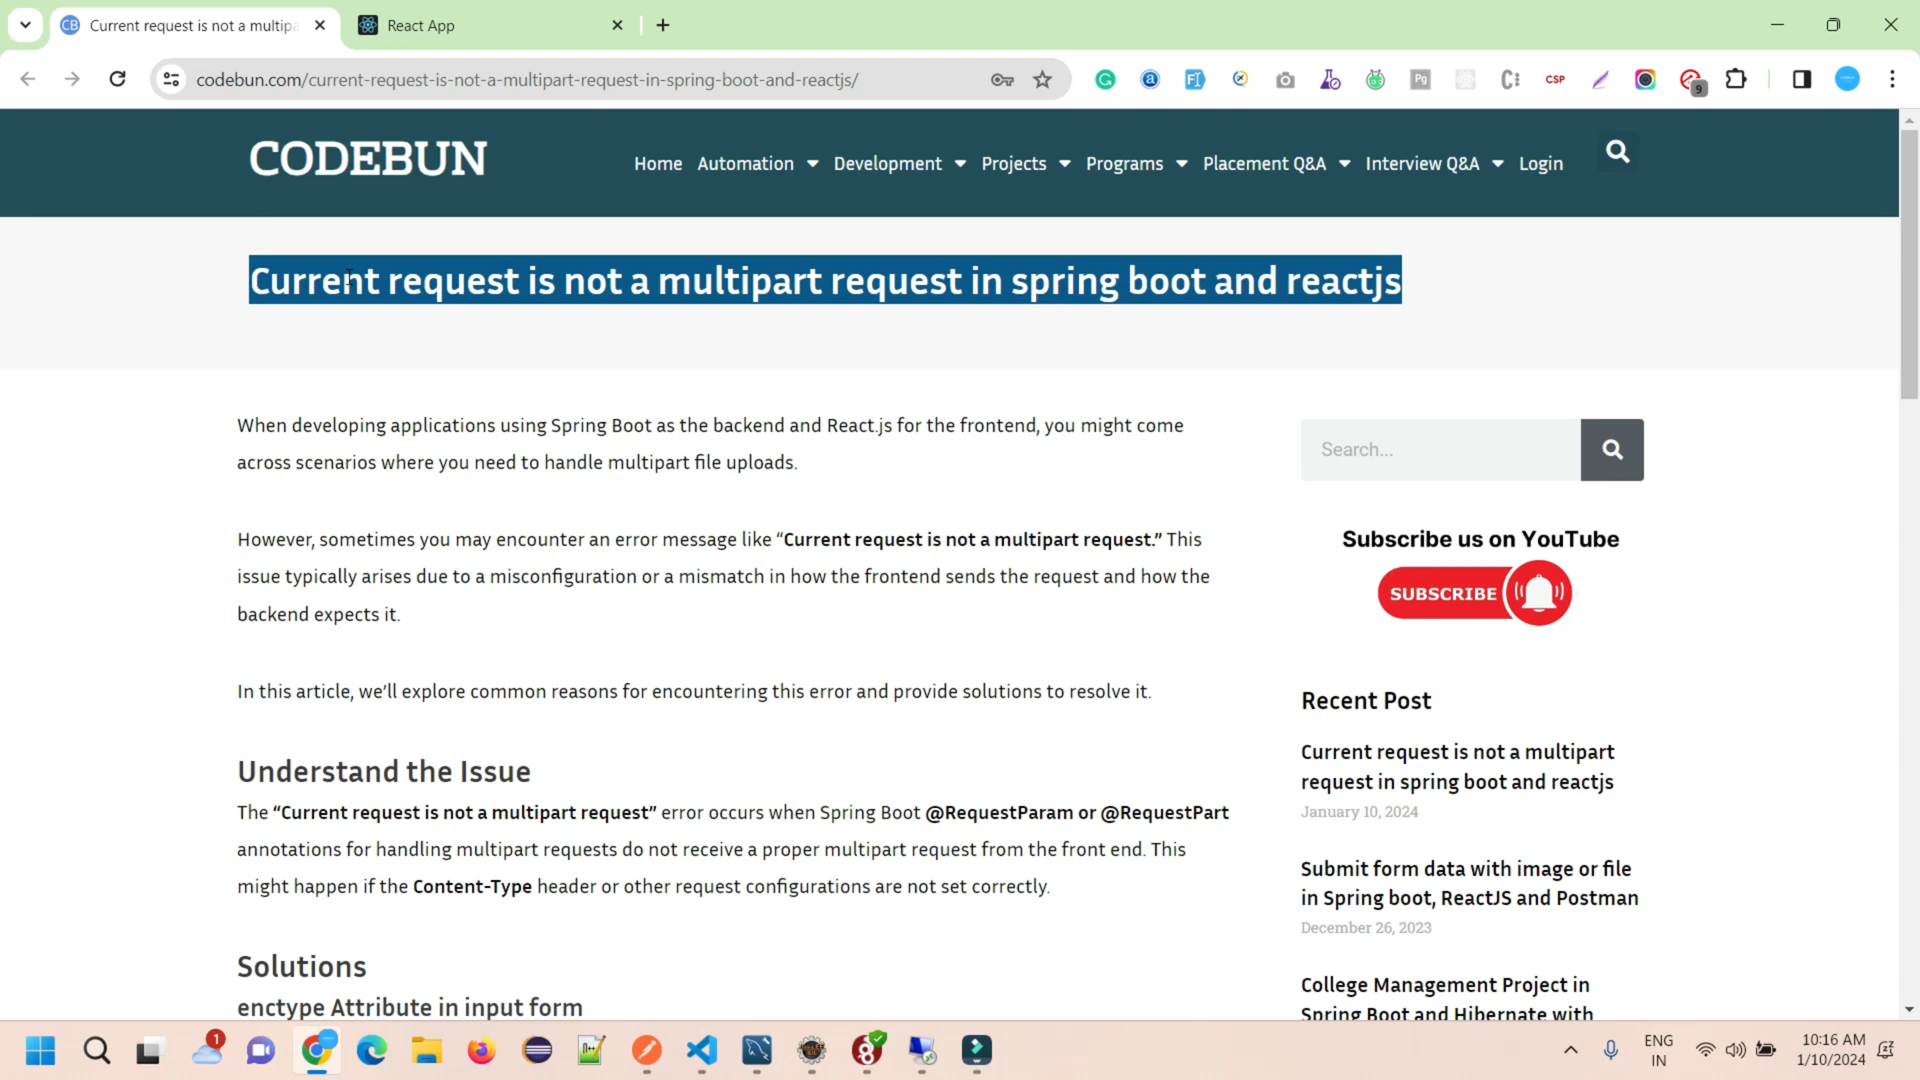 Current request is not a multipa
React App
codebun.com/current-request-is-not-a-multipart-request-in-spring-boot-and-reactjs/
CSP
9
CODEBUN
Home Automation Development Projects Programs Placement Q&A Interview Q&A Login
Current request is not a multipart request in spring boot and reactjs
When developing applications using Spring Boot as the backend and React.js for the frontend, you might come
across scenarios where you need to handle multipart file uploads.
However, sometimes you may encounter an error message like “Current request is not a multipart request.” This
issue typically arises due to a misconfiguration or a mismatch in how the frontend sends the request and how the
backend expects it.
In this article, we’ll explore common reasons for encountering this error and provide solutions to resolve it.
Understand the Issue
The “Current request is not a multipart request” error occurs when Spring Boot @RequestParam or @RequestPart
annotations for handling multipart requests do not receive a proper multipart request from the front end. This
might happen if the Content-Type header or other request configurations are not set correctly.
Solutions
enctype Attribute in input form
Search...
Subscribe us on YouTube
SUBSCRIBE
Recent Post
Current request is not a multipart
request in spring boot and reactjs
January 10, 2024
Submit form data with image or file
in Spring boot, ReactJS and Postman
December 26, 2023
College Management Project in
Spring Boot and Hibernate with
1
ENG
IN
10:16 AM
1/10/2024